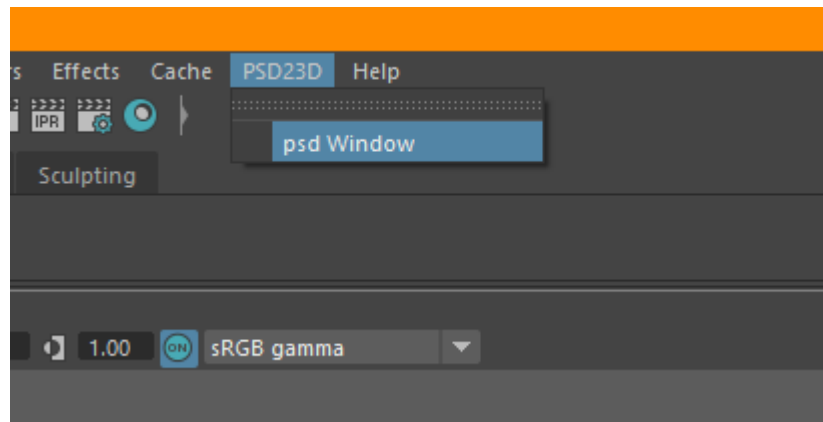 s Effects Cache PSD23D Help
IPR
psd Window
Sculpting
1.00 ON sRGB gamma